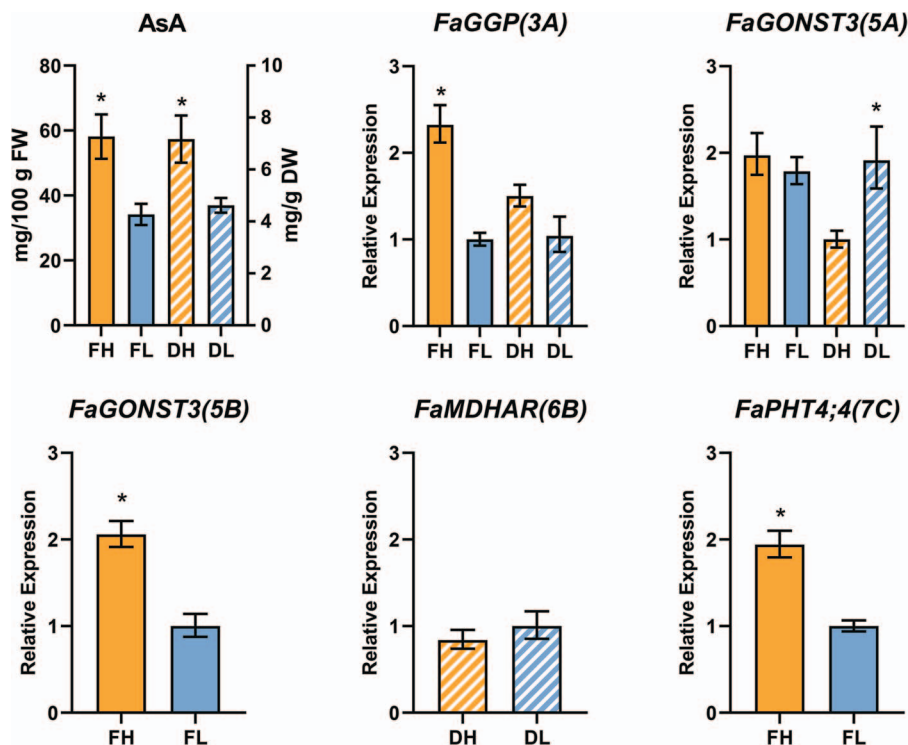 AsA
FaGGP(3A)
FaGONST3(5A)
mg/100 g FW
80
60
40
20
0
*
*
10
8
6
4
2
0
mg/g DW
FH FL DH DL
Relative Expression
3
2
1
0
*
FH FL DH DL
Relative Expression
3
2
1
0
*
FH FL DH DL
FaGONST3(5B)
FaMDHAR(6B)
FaPHT4;4(7C)
Relative Expression
3
2
1
0
*
FH FL
Relative Expression
3
2
1
0
DH DL
Relative Expression
3
2
1
0
*
FH FL